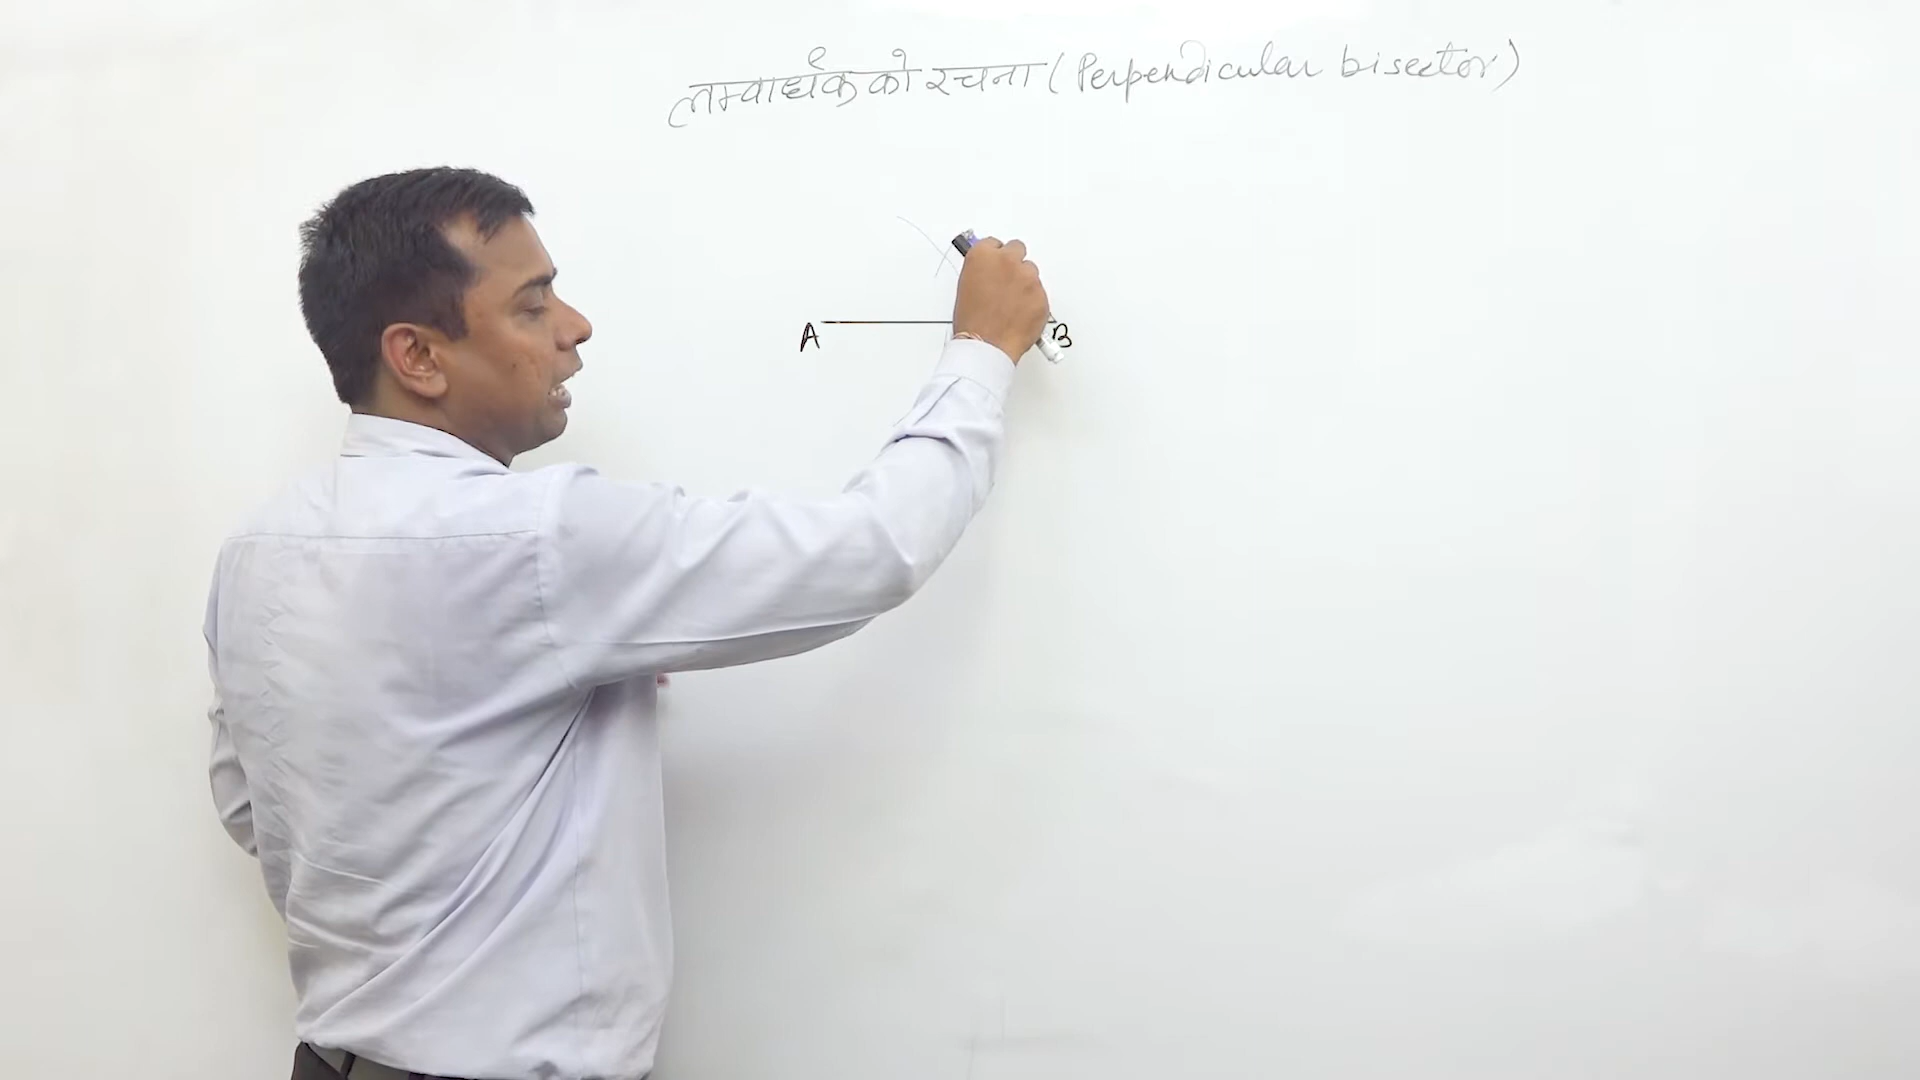 लम्बार्धक को रचना (Perpendicular bisector)
A B